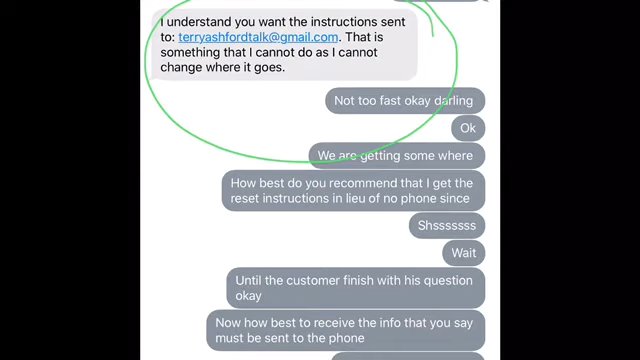 I understand you want the instructions sent
to: terryashfordtalk@gmail.com. That is
something that I cannot do as I cannot
change where it goes.
Not too fast okay darling
Ok
We are getting some where
How best do you recommend that I get the
reset instructions in lieu of no phone since
Shsssssss
Wait
Until the customer finish with his question
okay
Now how best to receive the info that you say
must be sent to the phone